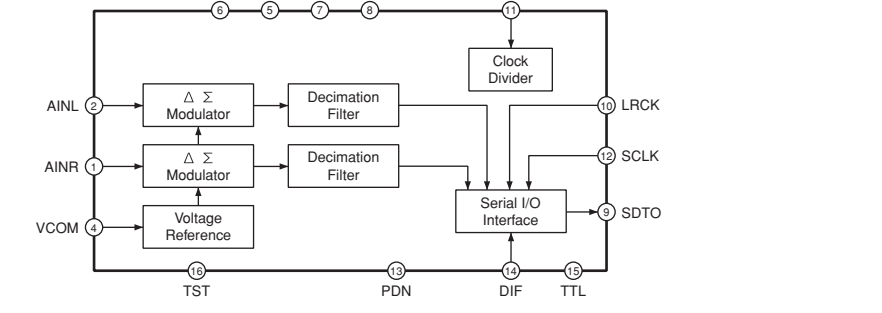 6 5 7 8 11
Clock
Divider
AINL 2
Δ Σ
Modulator
Decimation
Filter
10 LRCK
AINR 1
Δ Σ
Modulator
Decimation
Filter
12 SCLK
VCOM 4
Voltage
Reference
Serial I/O
Interface
9 SDTO
16 13 14 15
TST PDN DIF TTL